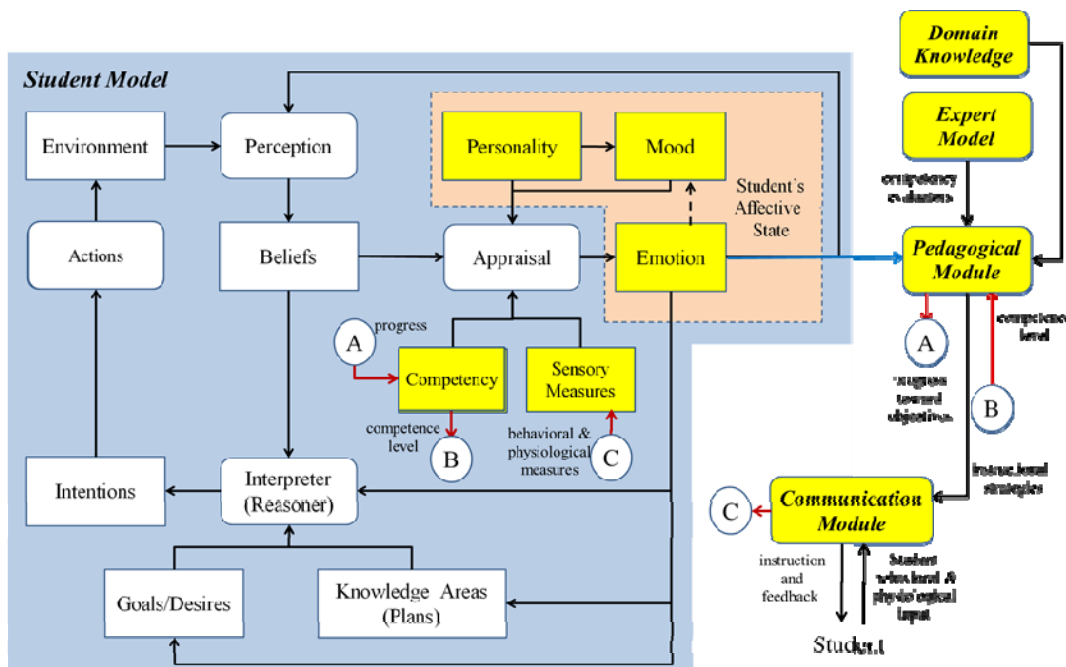 Student Model
Domain
Knowledge
Expert
Model
Environment
Perception
Personality
Mood
Student's
Affective
State
competency
evaluators
Actions
Beliefs
Appraisal
Emotion
Pedagogical
Module
A
progress
Competency
Sensory
Measures
competence
level
B
behavioral &
physiological
measures
C
A
progress
toward
objectives
competence
level
B
Intentions
Interpreter
(Reasoner)
instructional
strategies
C
Communication
Module
Goals/Desires
Knowledge Areas
(Plans)
instruction
and
feedback
Student
behavioral &
physiological
Input
Student